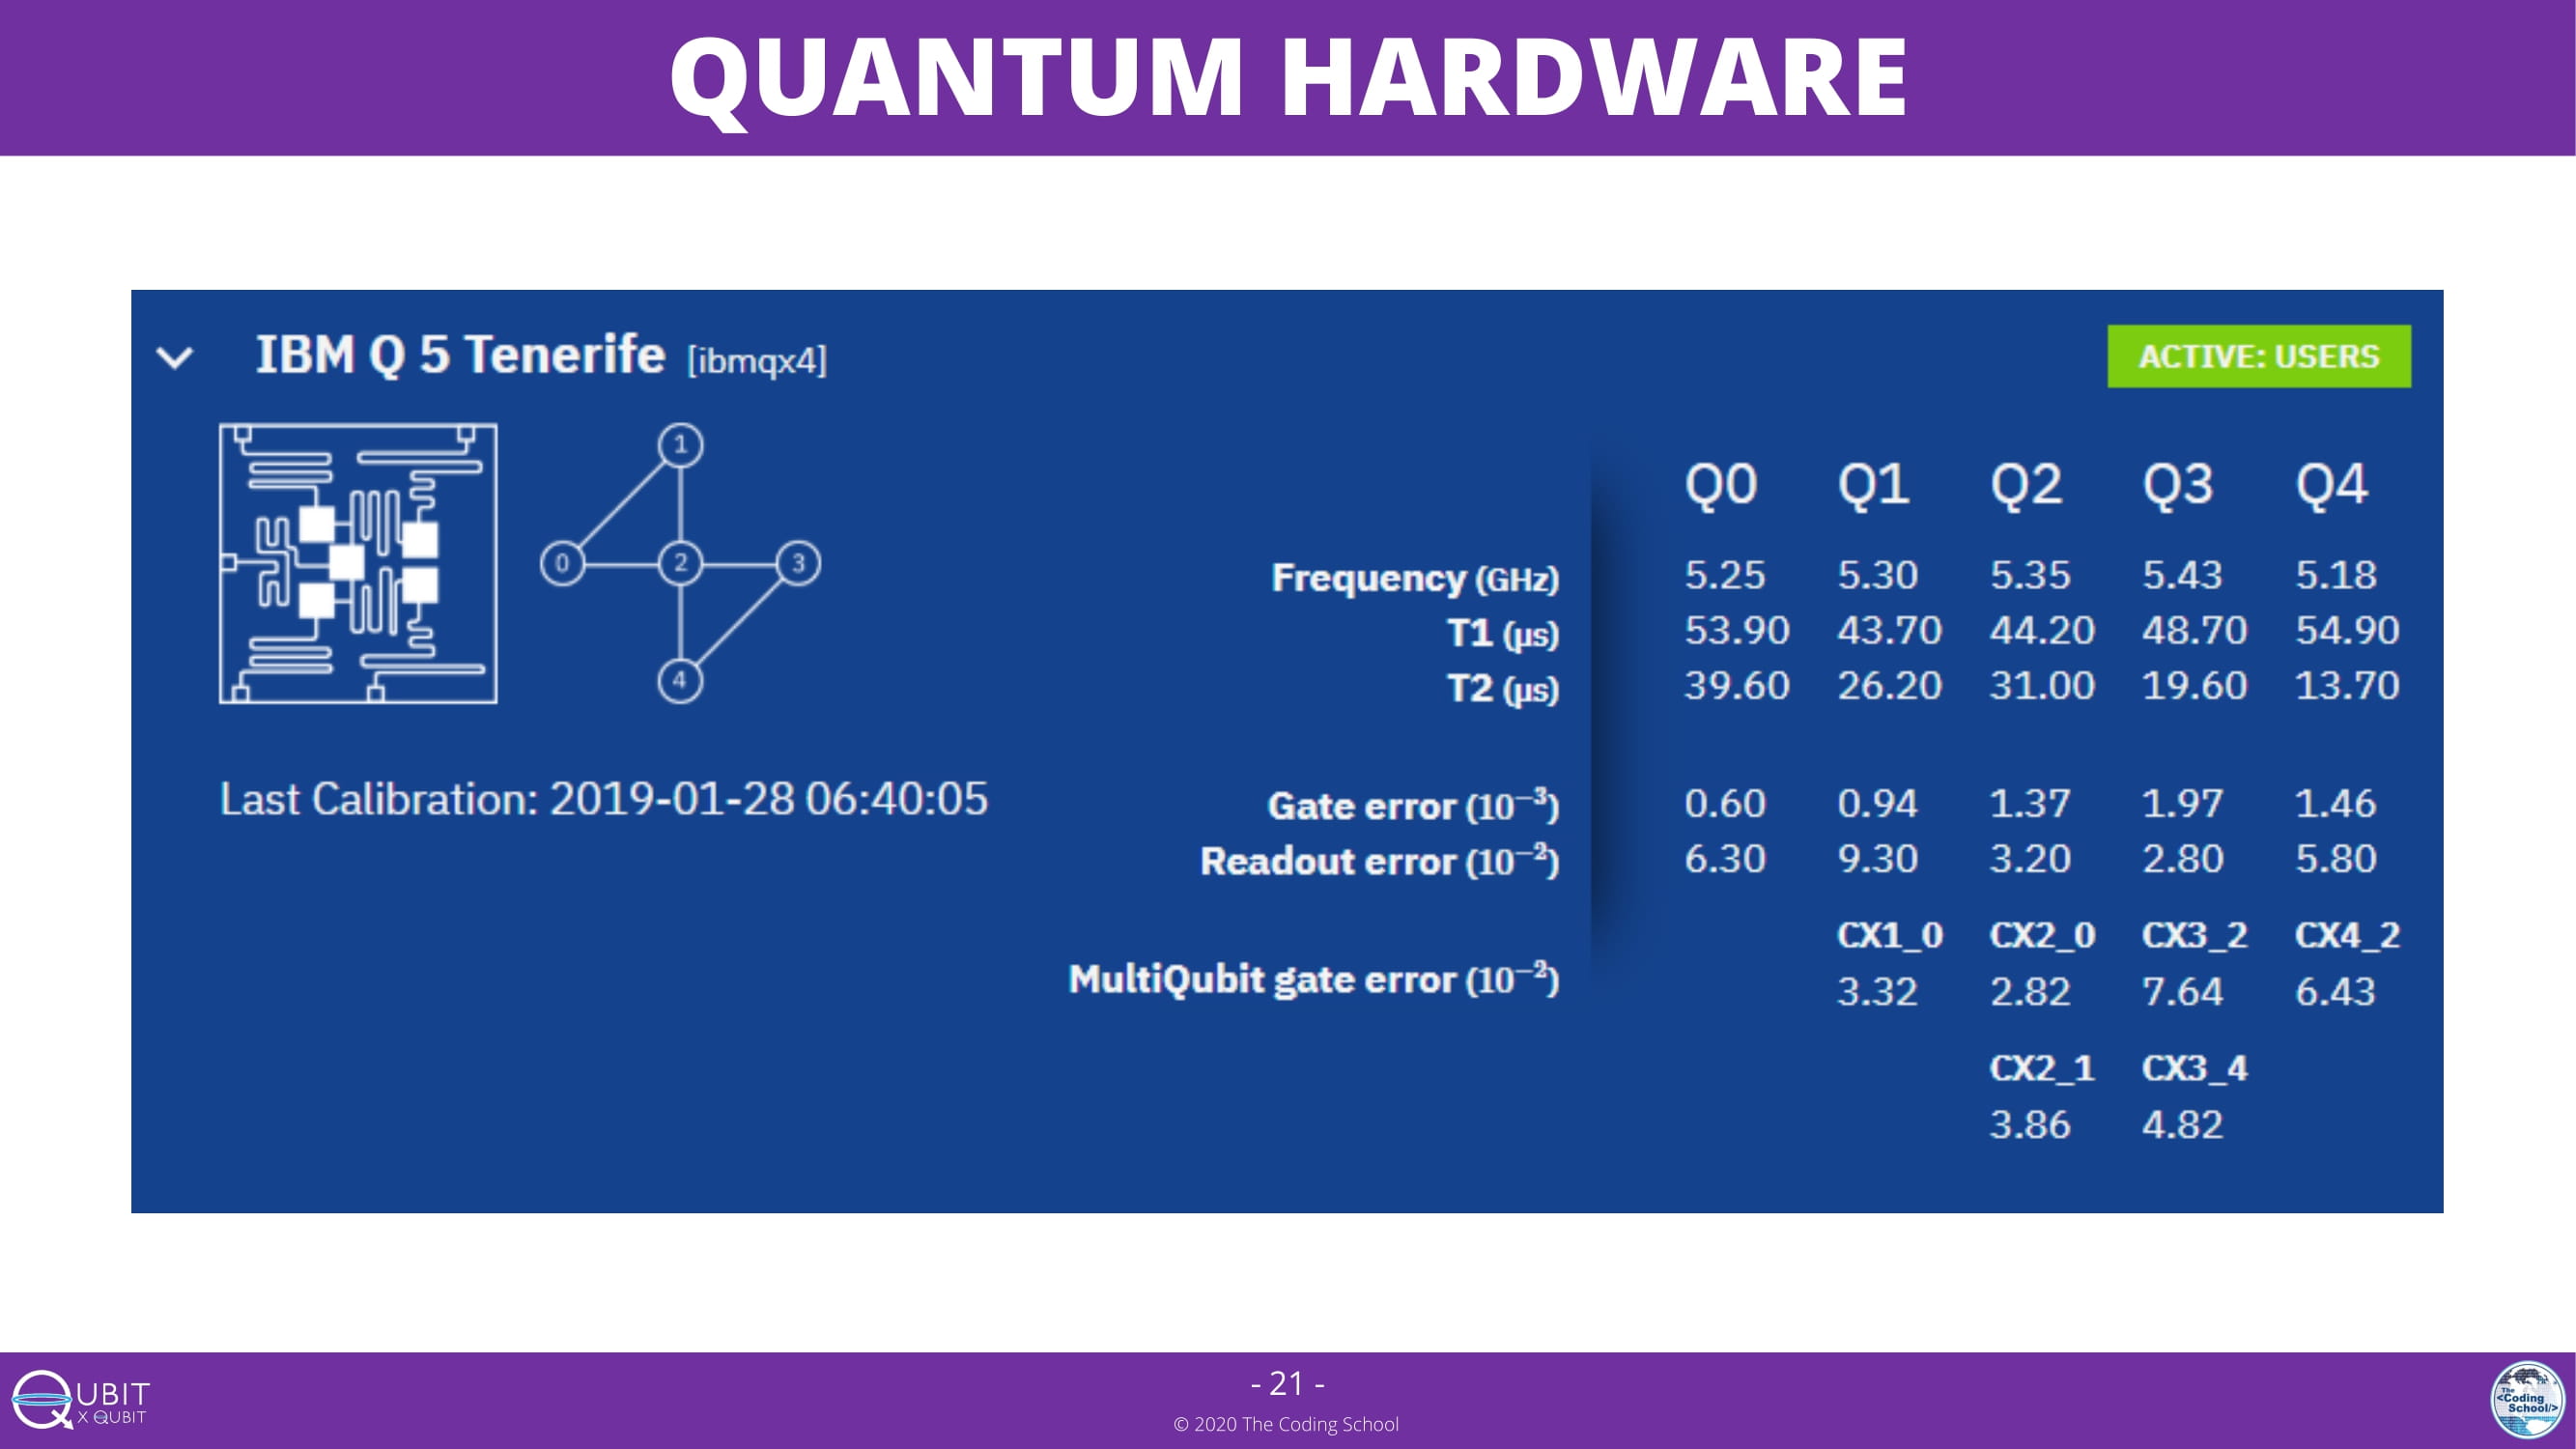 QUANTUM HARDWARE
IBM Q 5 Tenerife [ibmqx4]
ACTIVE: USERS
1
0 2 3
4
Last Calibration: 2019-01-28 06:40:05
Q0 Q1 Q2 Q3 Q4
Frequency (GHz) 5.25 5.30 5.35 5.43 5.18
T1 (µs) 53.90 43.70 44.20 48.70 54.90
T2 (µs) 39.60 26.20 31.00 19.60 13.70
Gate error (10⁻³) 0.60 0.94 1.37 1.97 1.46
Readout error (10⁻²) 6.30 9.30 3.20 2.80 5.80
CX1_0 CX2_0 CX3_2 CX4_2
MultiQubit gate error (10⁻²) 3.32 2.82 7.64 6.43
CX2_1 CX3_4
3.86 4.82
QUBIT
X QUBIT
- 21 -
© 2020 The Coding School
The
<Coding
School/>